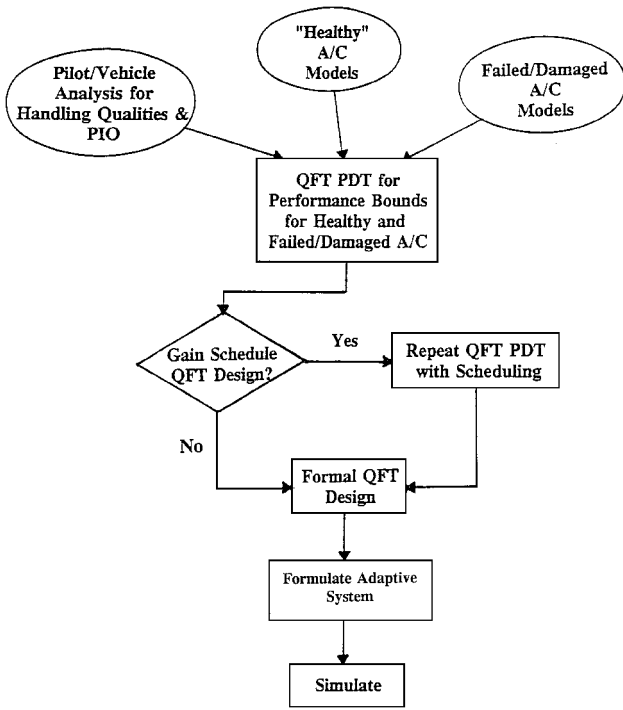 Pilot/Vehicle
Analysis for
Handling Qualities &
PIO
"Healthy"
A/C
Models
Failed/Damaged
A/C
Models
QFT PDT for
Performance Bounds
for Healthy and
Failed/Damaged A/C
Gain Schedule
QFT Design?
Yes
Repeat QFT PDT
with Scheduling
No
Formal QFT
Design
Formulate Adaptive
System
Simulate